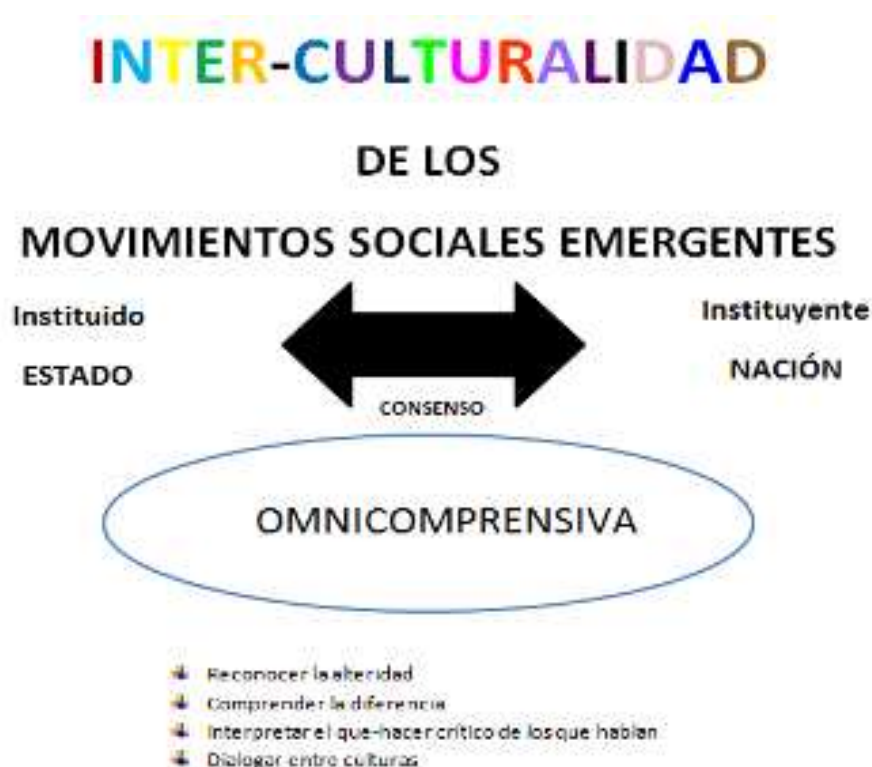 INTER-CULTURALIDAD
DE LOS
MOVIMIENTOS SOCIALES EMERGENTES
Instituido
ESTADO
Instituyente
NACIÓN
CONSENSO
OMNICOMPRENSIVA
Reconocer la alteridad
Comprender la diferencia
Interpretar el que-hacer crítico de los que hablan
Dialogar entre culturas